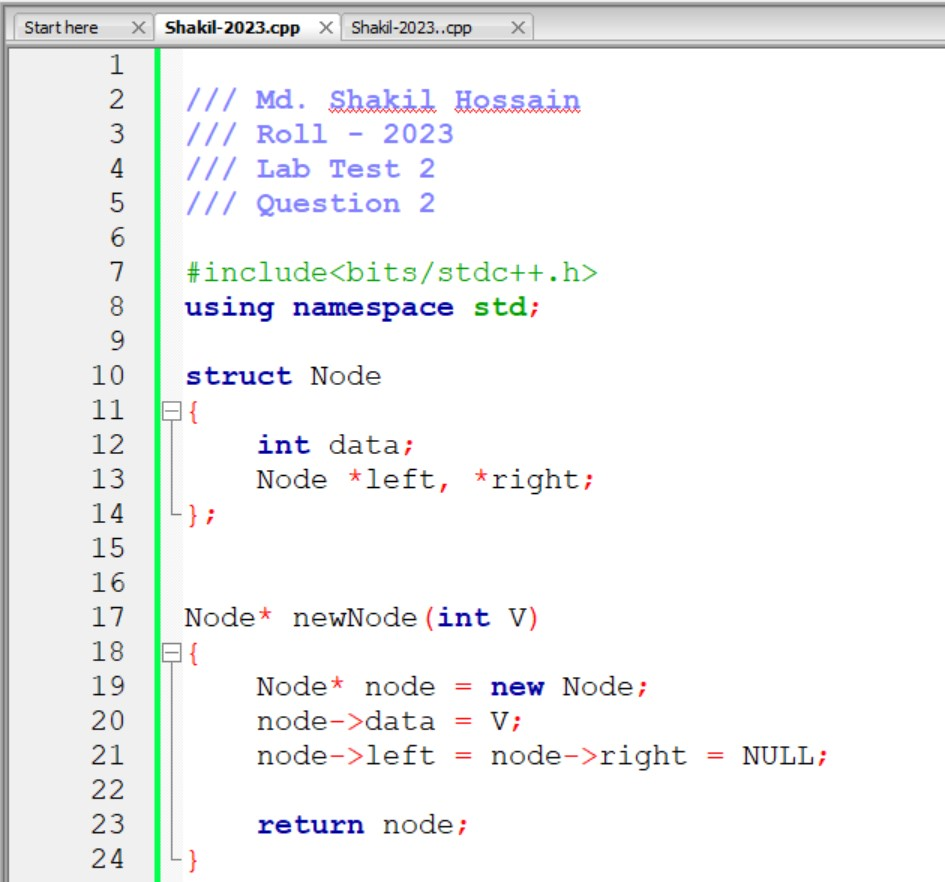 Start here Shakil-2023.cpp Shakil-2023..cpp
1
2 /// Md. Shakil Hossain
3 /// Roll - 2023
4 /// Lab Test 2
5 /// Question 2
6
7 #include<bits/stdc++.h>
8 using namespace std;
9
10 struct Node
11 {
12     int data;
13     Node *left, *right;
14 };
15
16
17 Node* newNode(int V)
18 {
19     Node* node = new Node;
20     node->data = V;
21     node->left = node->right = NULL;
22
23     return node;
24 }